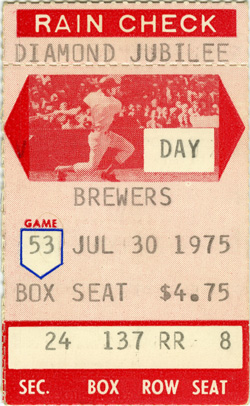 RAIN CHECK
DIAMOND JUBILEE
DAY
BREWERS
GAME
53 JUL 30 1975
BOX SEAT $4.75
24 137 RR 8
SEC. BOX ROW SEAT